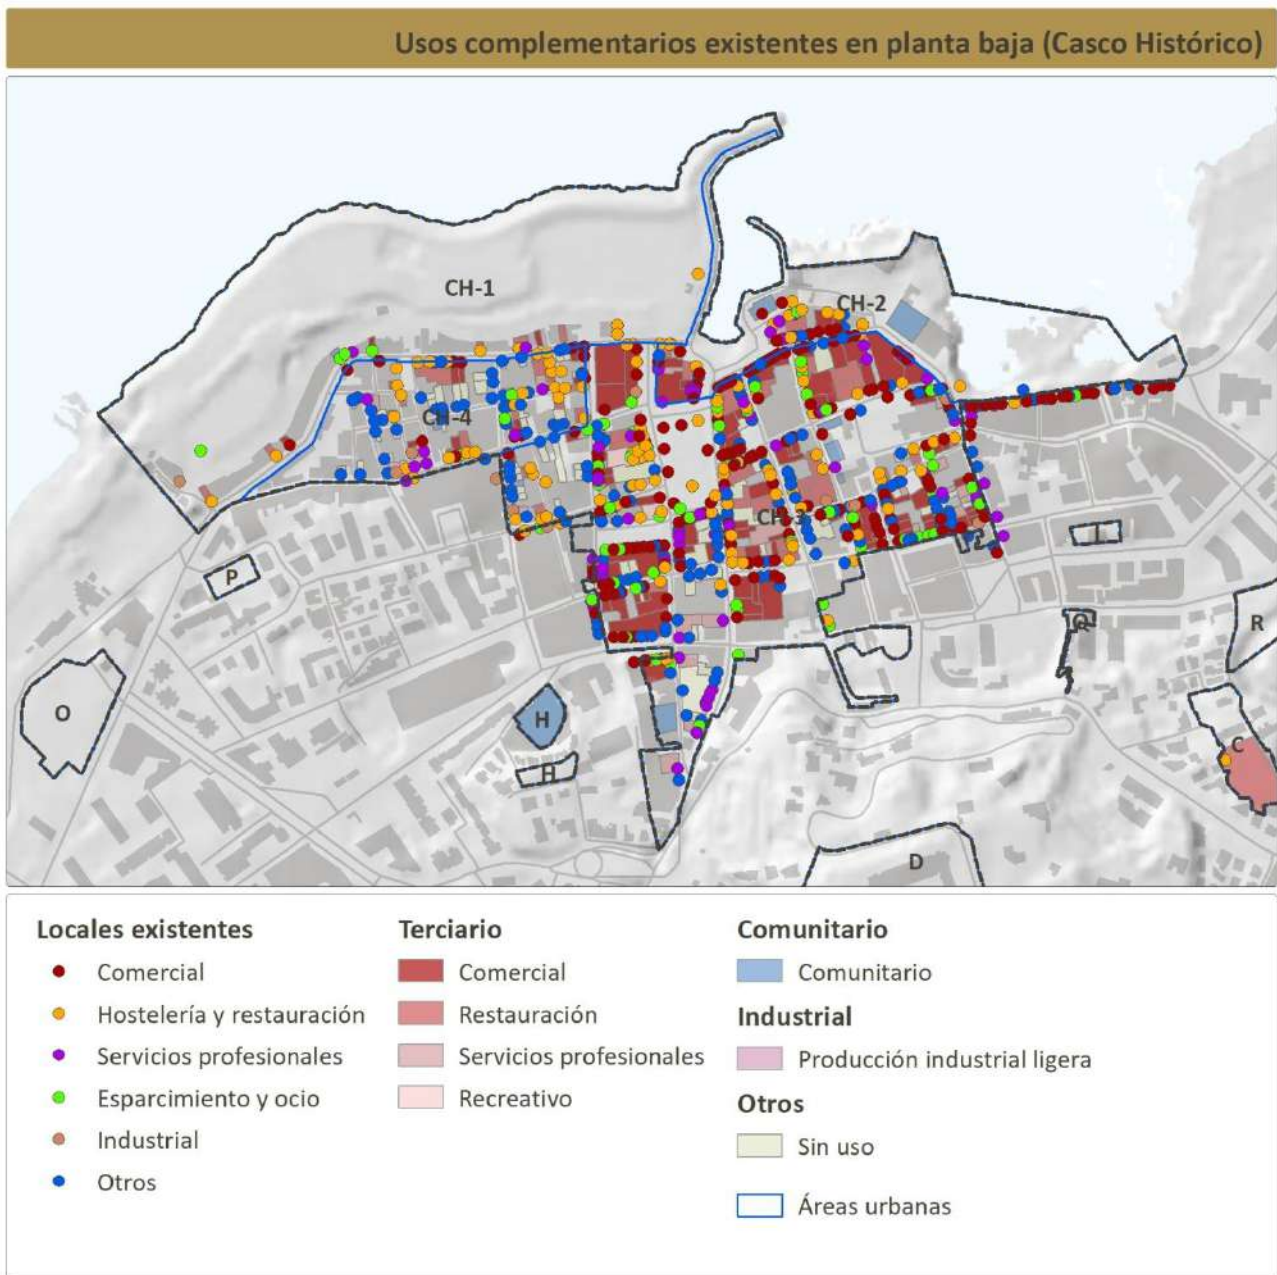 Usos complementarios existentes en planta baja (Casco Histórico)
CH-1
CH-2
CH-4
CH-3
P
O
H
H
I
Q
R
C
D
Locales existentes
Comercial
Hostelería y restauración
Servicios profesionales
Esparcimiento y ocio
Industrial
Otros
Terciario
Comercial
Restauración
Servicios profesionales
Recreativo
Comunitario
Comunitario
Industrial
Producción industrial ligera
Otros
Sin uso
Áreas urbanas